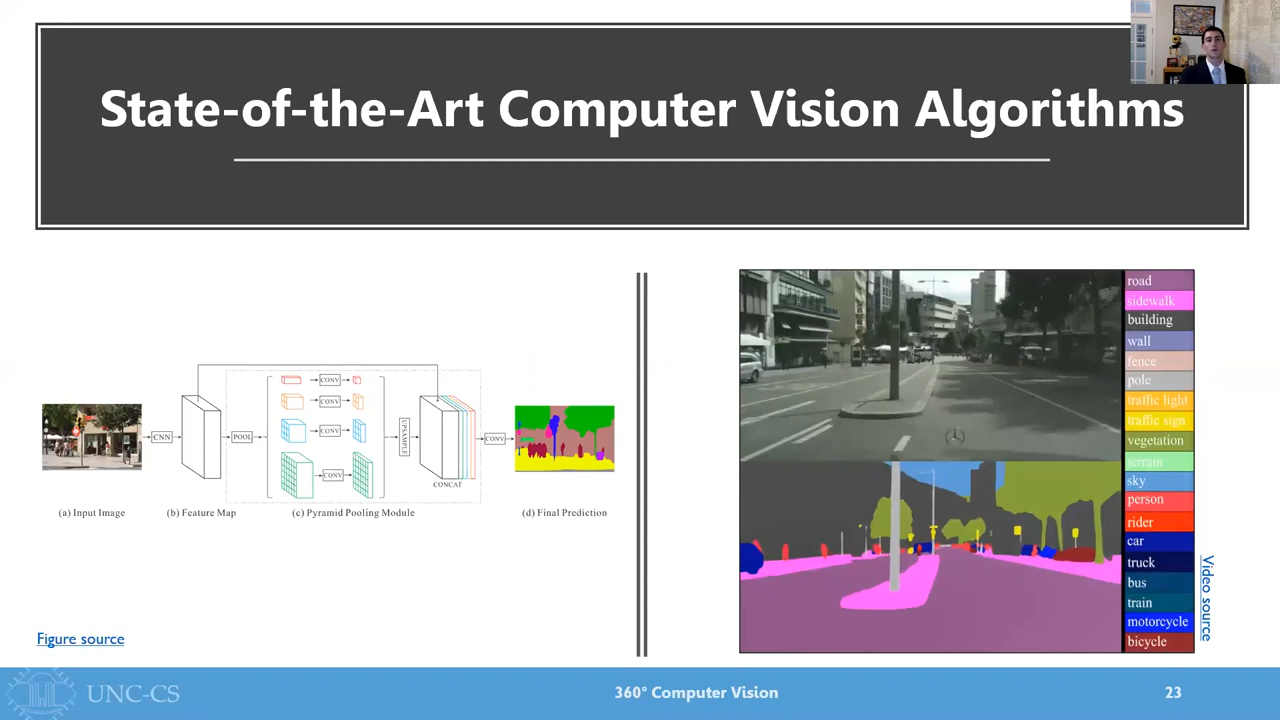 State-of-the-Art Computer Vision Algorithms
CONV
CONV
CNN
POOL
CONV
UPSAMPLE
CONV
CONV
CONCAT
(a) Input Image
(b) Feature Map
(c) Pyramid Pooling Module
(d) Final Prediction
Figure source
road
sidewalk
building
wall
fence
pole
traffic light
traffic sign
vegetation
terrain
sky
person
rider
car
truck
bus
train
motorcycle
bicycle
Video source
UNC-CS
360° Computer Vision
23